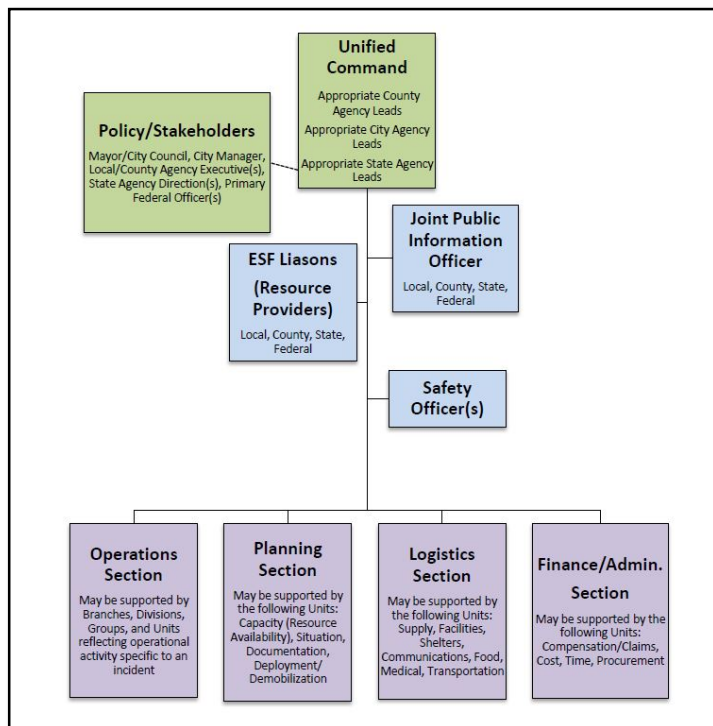 Unified
Command
Appropriate County
Agency Leads
Appropriate City Agency
Leads
Appropriate State Agency
Leads
Policy/Stakeholders
Mayor/City Council, City Manager,
Local/County Agency Executive(s),
State Agency Direction(s), Primary
Federal Officer(s)
Joint Public
Information
Officer
Local, County, State,
Federal
ESF Liasons
(Resource
Providers)
Local, County, State,
Federal
Safety
Officer(s)
Operations
Section
May be supported by
Branches, Divisions,
Groups, and Units
reflecting operational
activity specific to an
incident
Planning
Section
May be supported by
the following Units:
Capacity (Resource
Availability), Situation,
Documentation,
Deployment/
Demobilization
Logistics
Section
May be supported by
the following Units:
Supply, Facilities,
Shelters,
Communications, Food,
Medical, Transportation
Finance/Admin.
Section
May be supported by the
following Units:
Compensation/Claims,
Cost, Time, Procurement